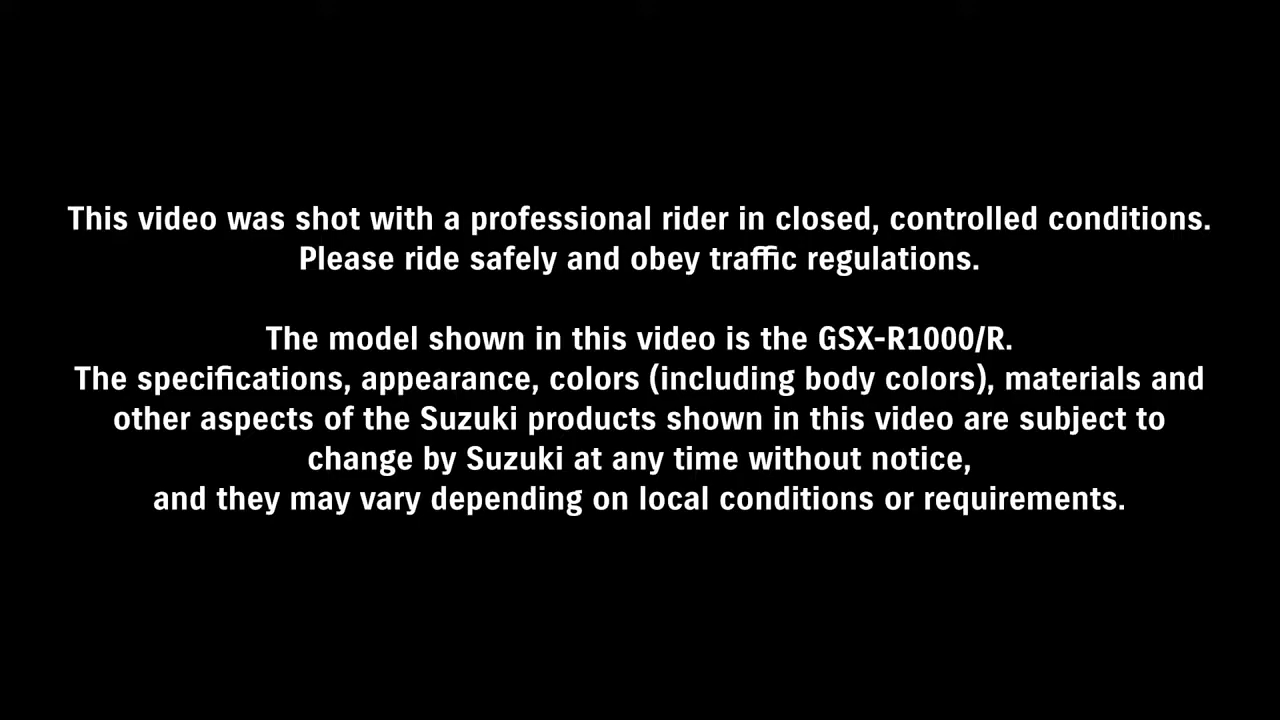 This video was shot with a professional rider in closed, controlled conditions.
Please ride safely and obey traffic regulations.
The model shown in this video is the GSX-R1000/R.
The specifications, appearance, colors (including body colors), materials and
other aspects of the Suzuki products shown in this video are subject to
change by Suzuki at any time without notice,
and they may vary depending on local conditions or requirements.